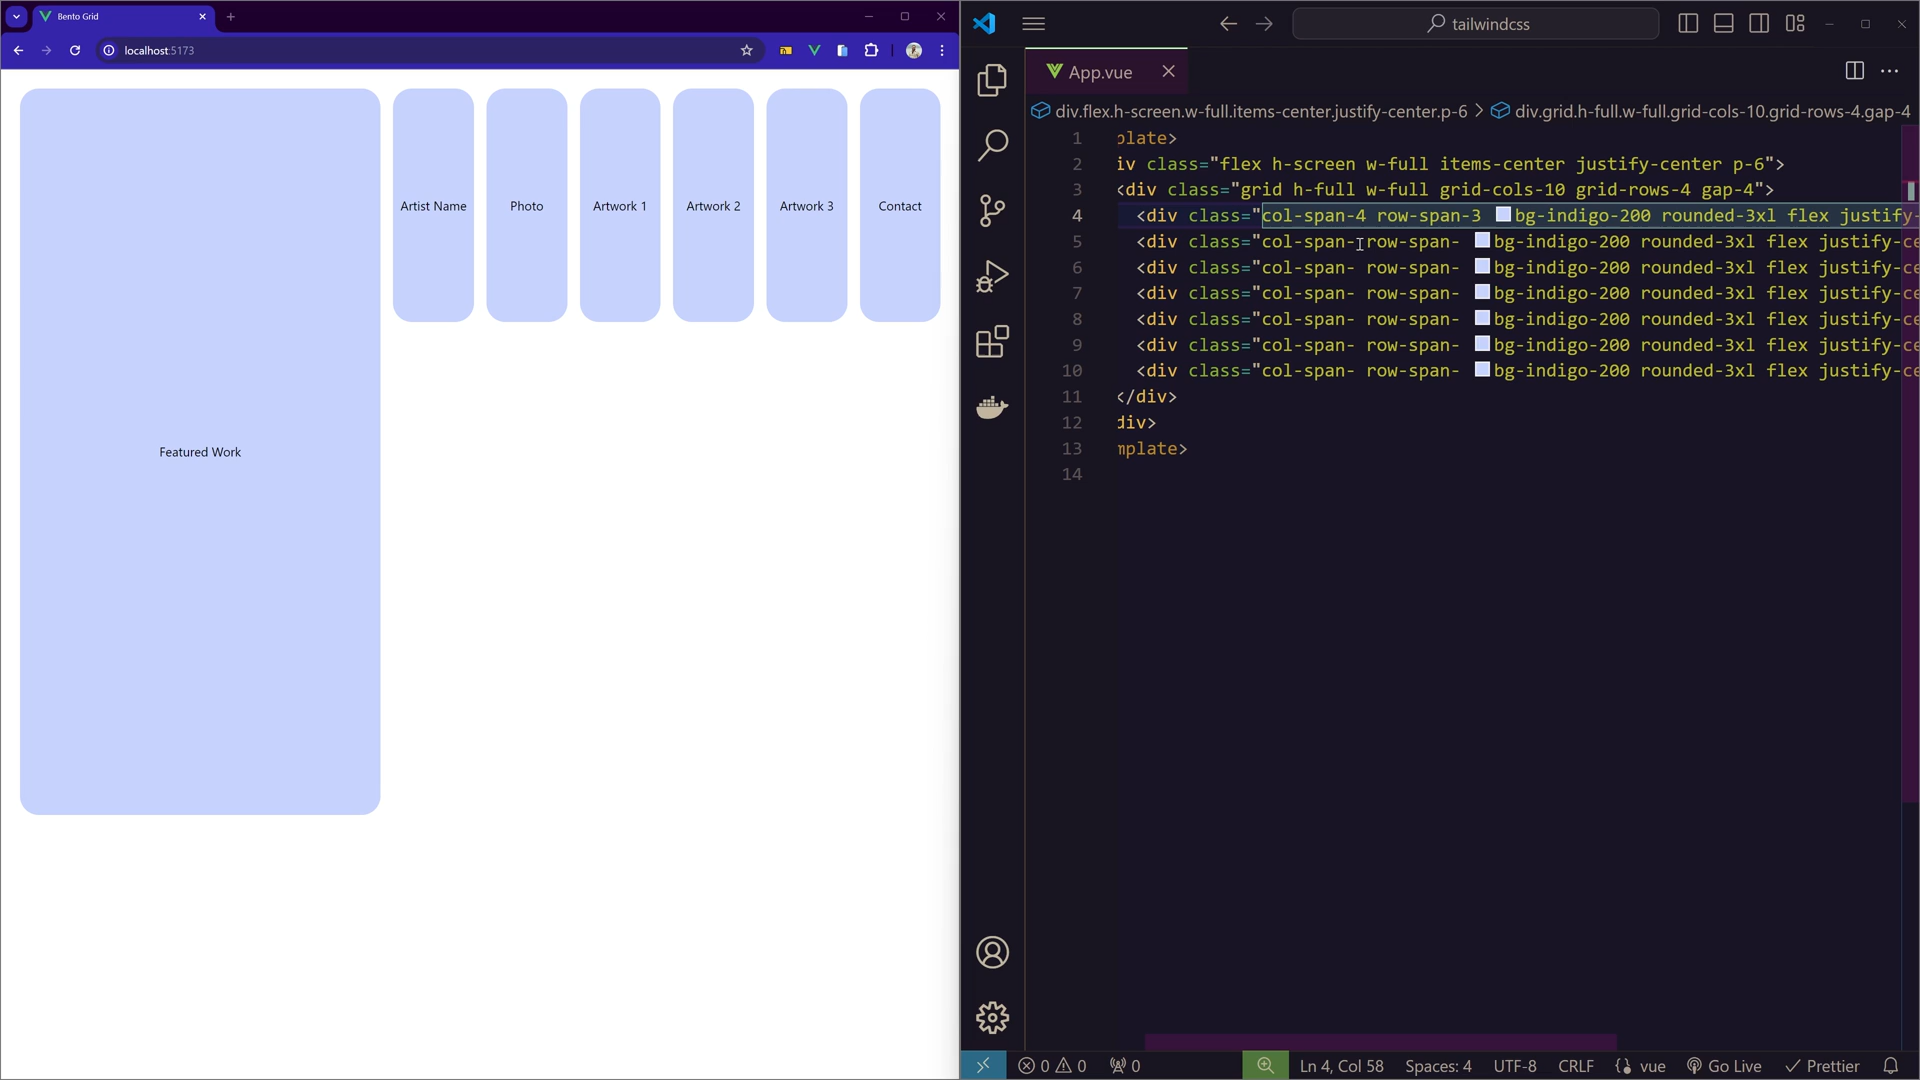 Bento Grid
localhost:5173
Featured Work
Artist Name
Photo
Artwork 1
Artwork 2
Artwork 3
Contact
tailwindcss
App.vue
div.flex.h-screen.w-full.items-center.justify-center.p-6 > div.grid.h-full.w-full.grid-cols-10.grid-rows-4.gap-4
1 plate>
2 iv class="flex h-screen w-full items-center justify-center p-6">
3 <div class="grid h-full w-full grid-cols-10 grid-rows-4 gap-4">
4 <div class="col-span-4 row-span-3 bg-indigo-200 rounded-3xl flex justify-
5 <div class="col-span- row-span- bg-indigo-200 rounded-3xl flex justify-ce
6 <div class="col-span- row-span- bg-indigo-200 rounded-3xl flex justify-ce
7 <div class="col-span- row-span- bg-indigo-200 rounded-3xl flex justify-ce
8 <div class="col-span- row-span- bg-indigo-200 rounded-3xl flex justify-ce
9 <div class="col-span- row-span- bg-indigo-200 rounded-3xl flex justify-ce
10 <div class="col-span- row-span- bg-indigo-200 rounded-3xl flex justify-ce
11 </div>
12 div>
13 mplate>
14
0 0 0 Ln 4, Col 58 Spaces: 4 UTF-8 CRLF vue Go Live Prettier